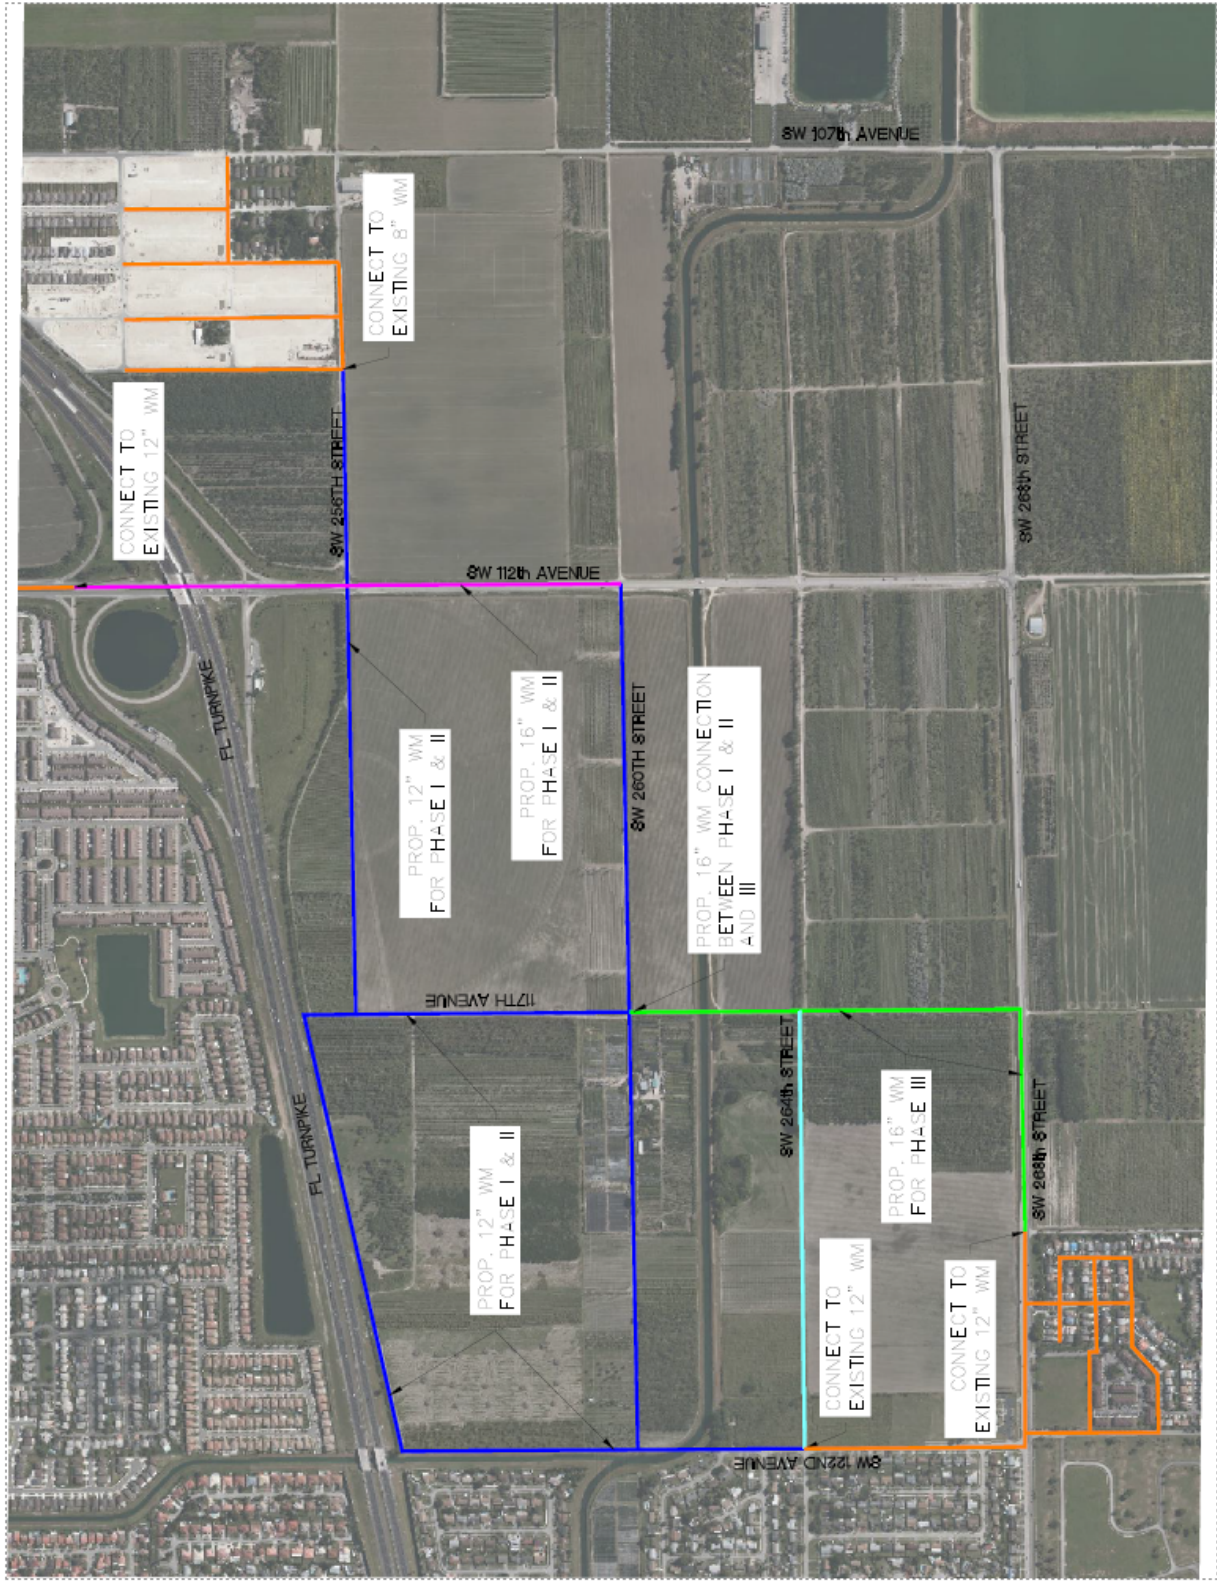 SW 107th AVENUE
CONNECT TO
EXISTING 8" WM
CONNECT TO
EXISTING 12" WM
SW 256TH STREET
SW 268th STREET
SW 112th AVENUE
FL TURNPIKE
PROP. 12" WM
FOR PHASE I & II
PROP. 16" WM
FOR PHASE I & II
SW 260TH STREET
PROP. 16" WM CONNECTION
BETWEEN PHASE I & II
AND III
117TH AVENUE
SW 264th STREET
FL TURNPIKE
PROP. 12" WM
FOR PHASE I & II
PROP. 16" WM
FOR PHASE III
SW 268th STREET
CONNECT TO
EXISTING 12" WM
CONNECT TO
EXISTING 12" WM
SW 122ND AVENUE